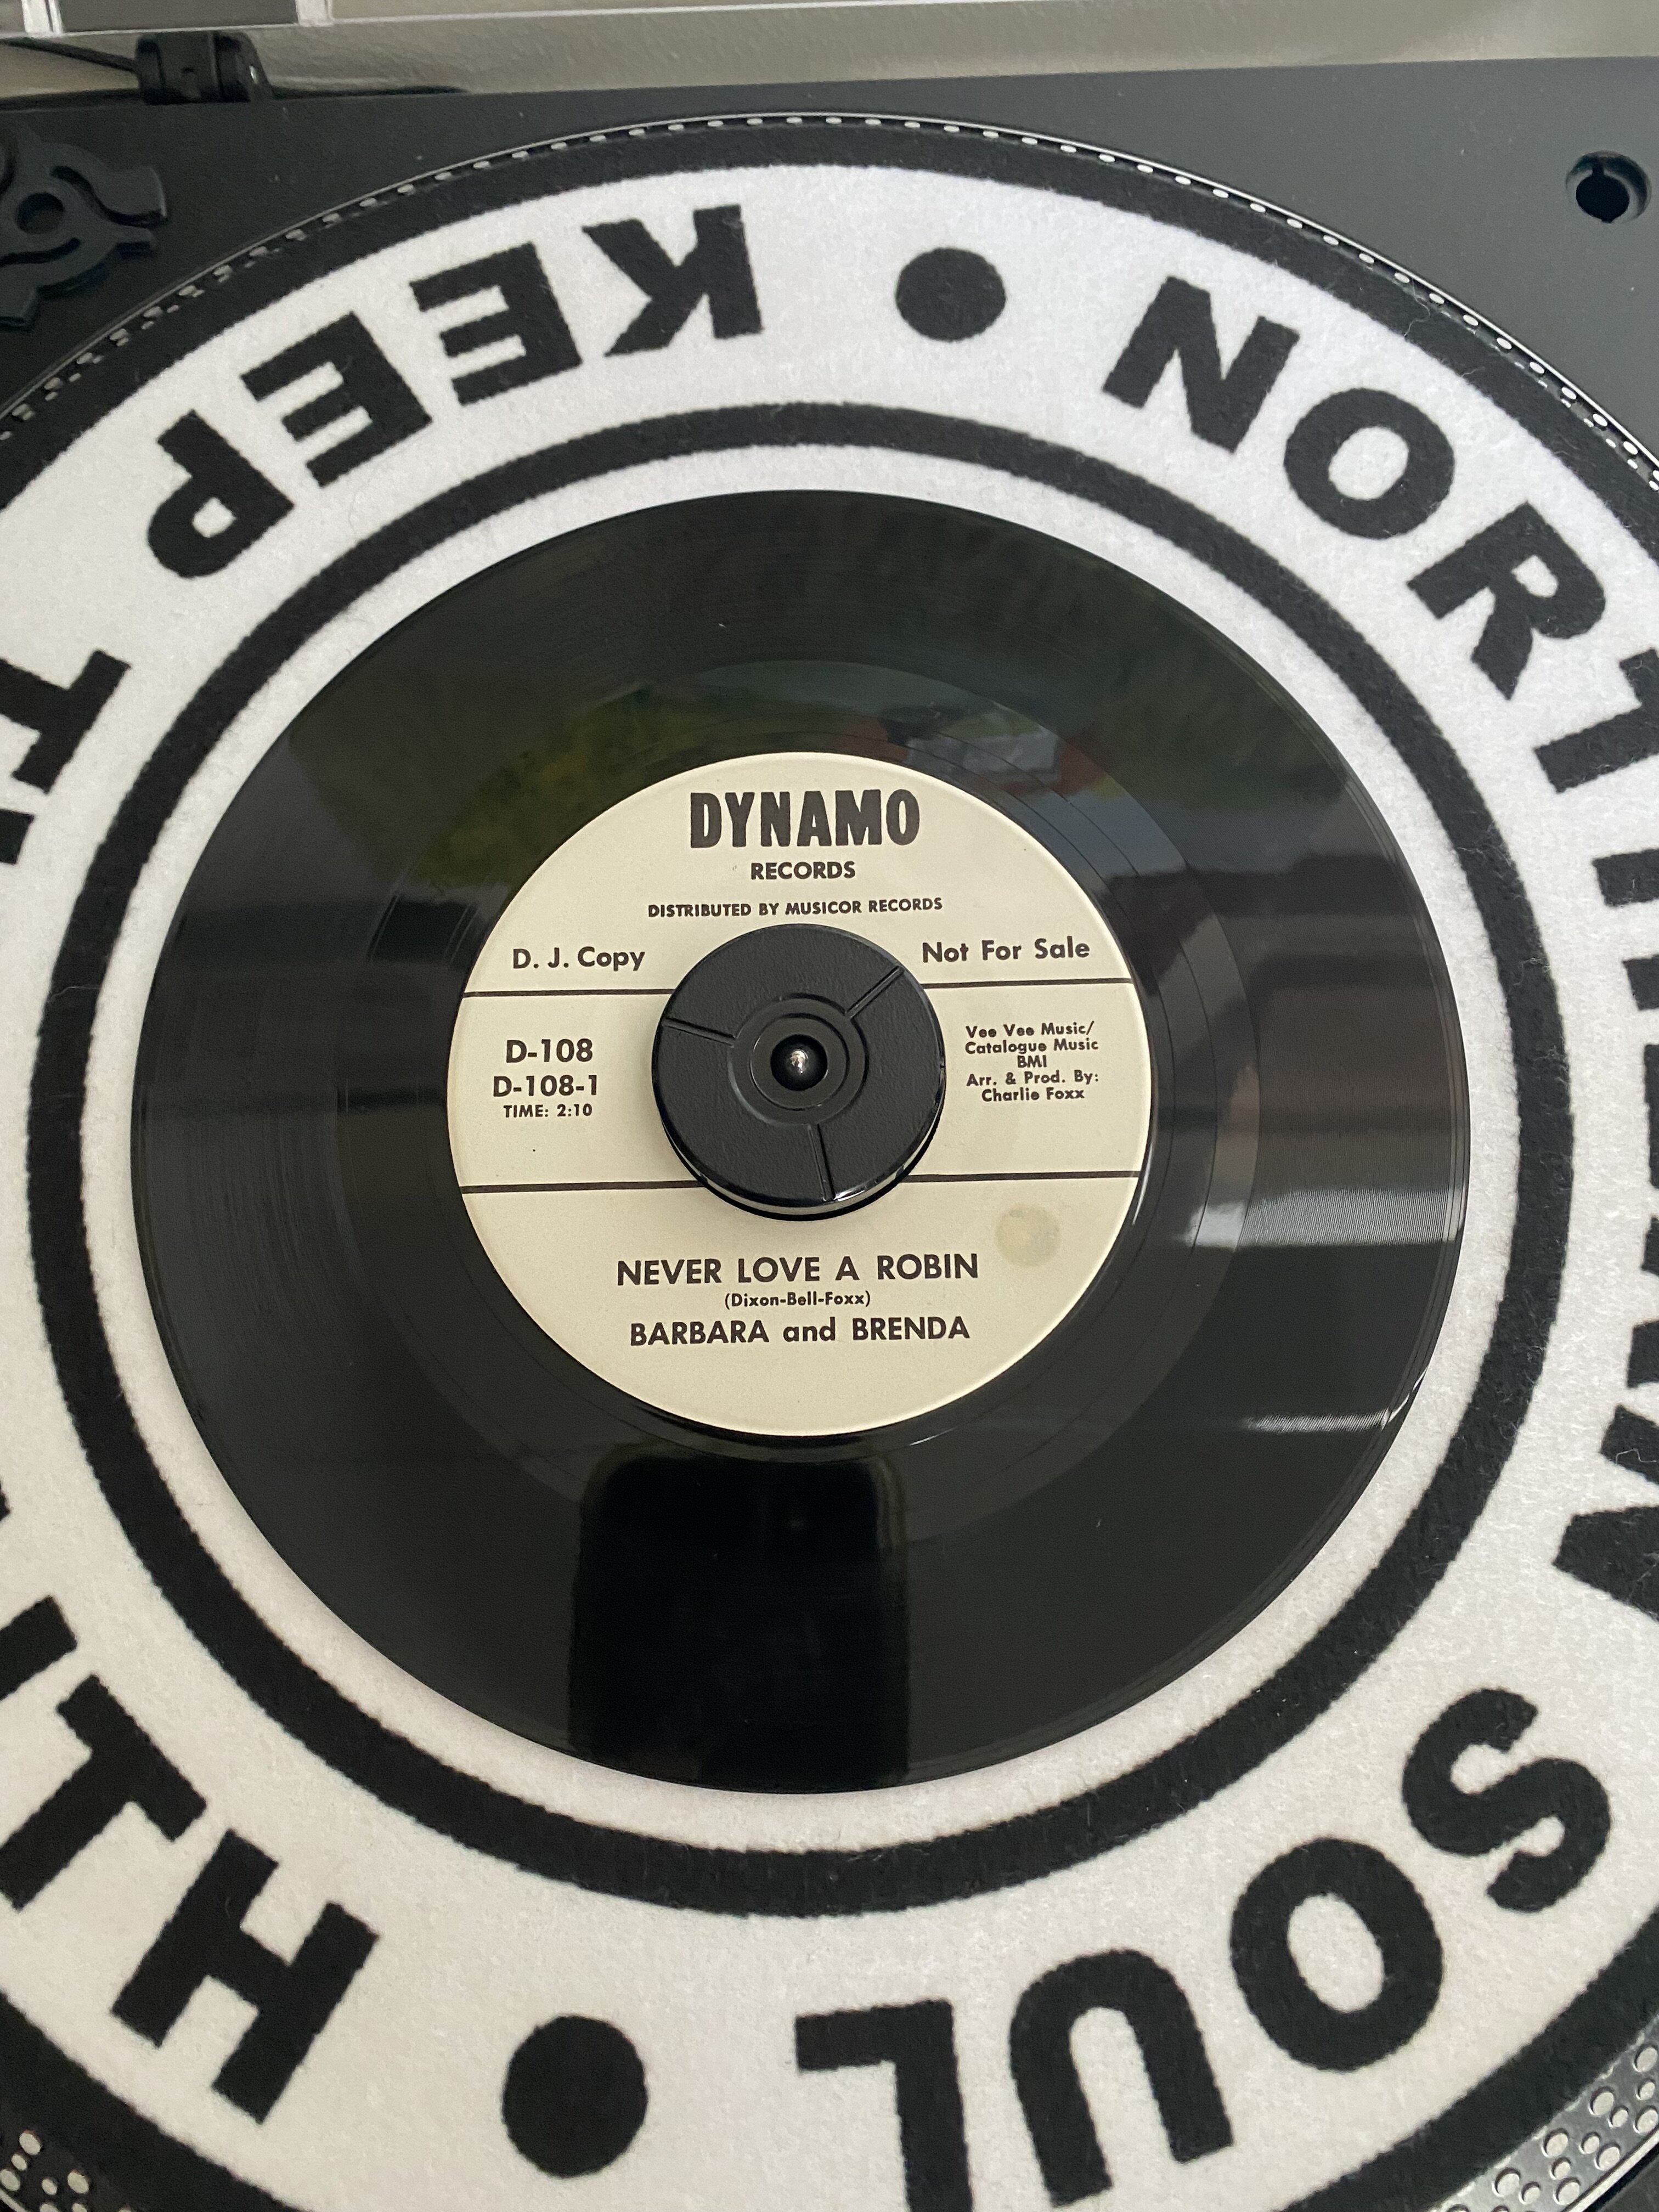 DYNAMO
RECORDS
DISTRIBUTED BY MUSICOR RECORDS
D. J. Copy
Not For Sale
D-108
D-108-1
TIME: 2:10
Vee Vee Music/
Catalogue Music
BMI
Arr. & Prod. By:
Charlie Foxx
NEVER LOVE A ROBIN
(Dixon-Bell-Foxx)
BARBARA and BRENDA
NORTHERN SOUL
KEEP